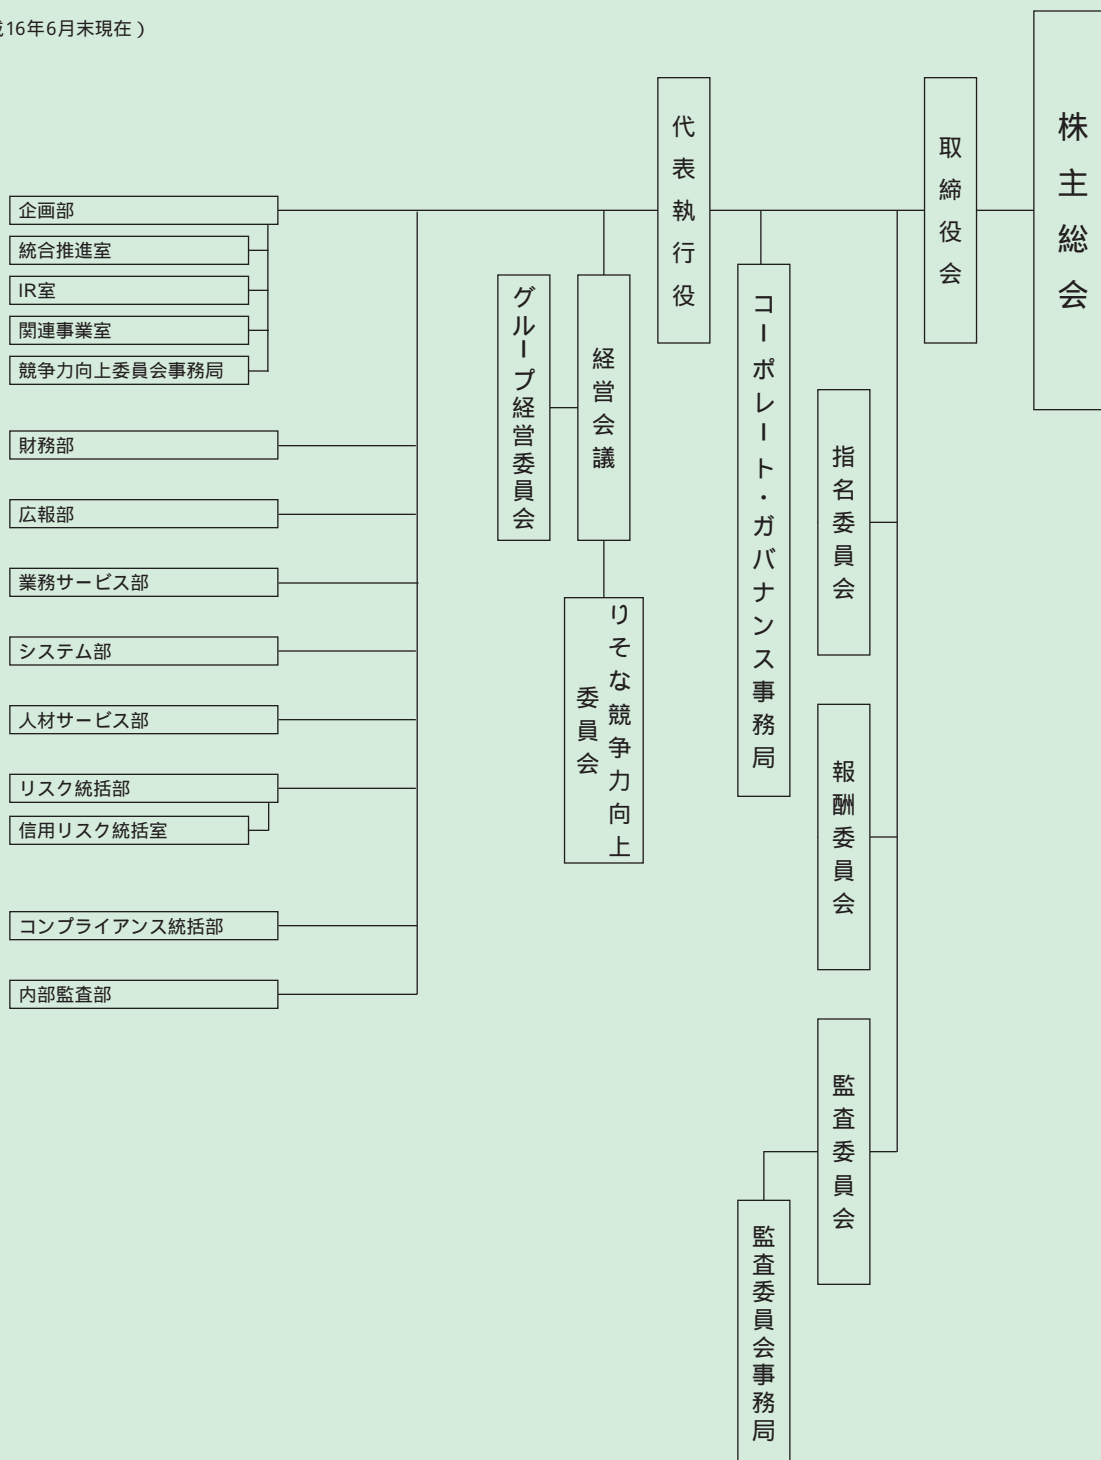 16年6月末現在）
株主総会
取締役会
代表執行役
コーポレート・ガバナンス事務局
指名委員会
報酬委員会
監査委員会
監査委員会事務局
経営会議
グループ経営委員会
りそな競争力向上
委員会
企画部
統合推進室
IR室
関連事業室
競争力向上委員会事務局
財務部
広報部
業務サービス部
システム部
人材サービス部
リスク統括部
信用リスク統括室
コンプライアンス統括部
内部監査部